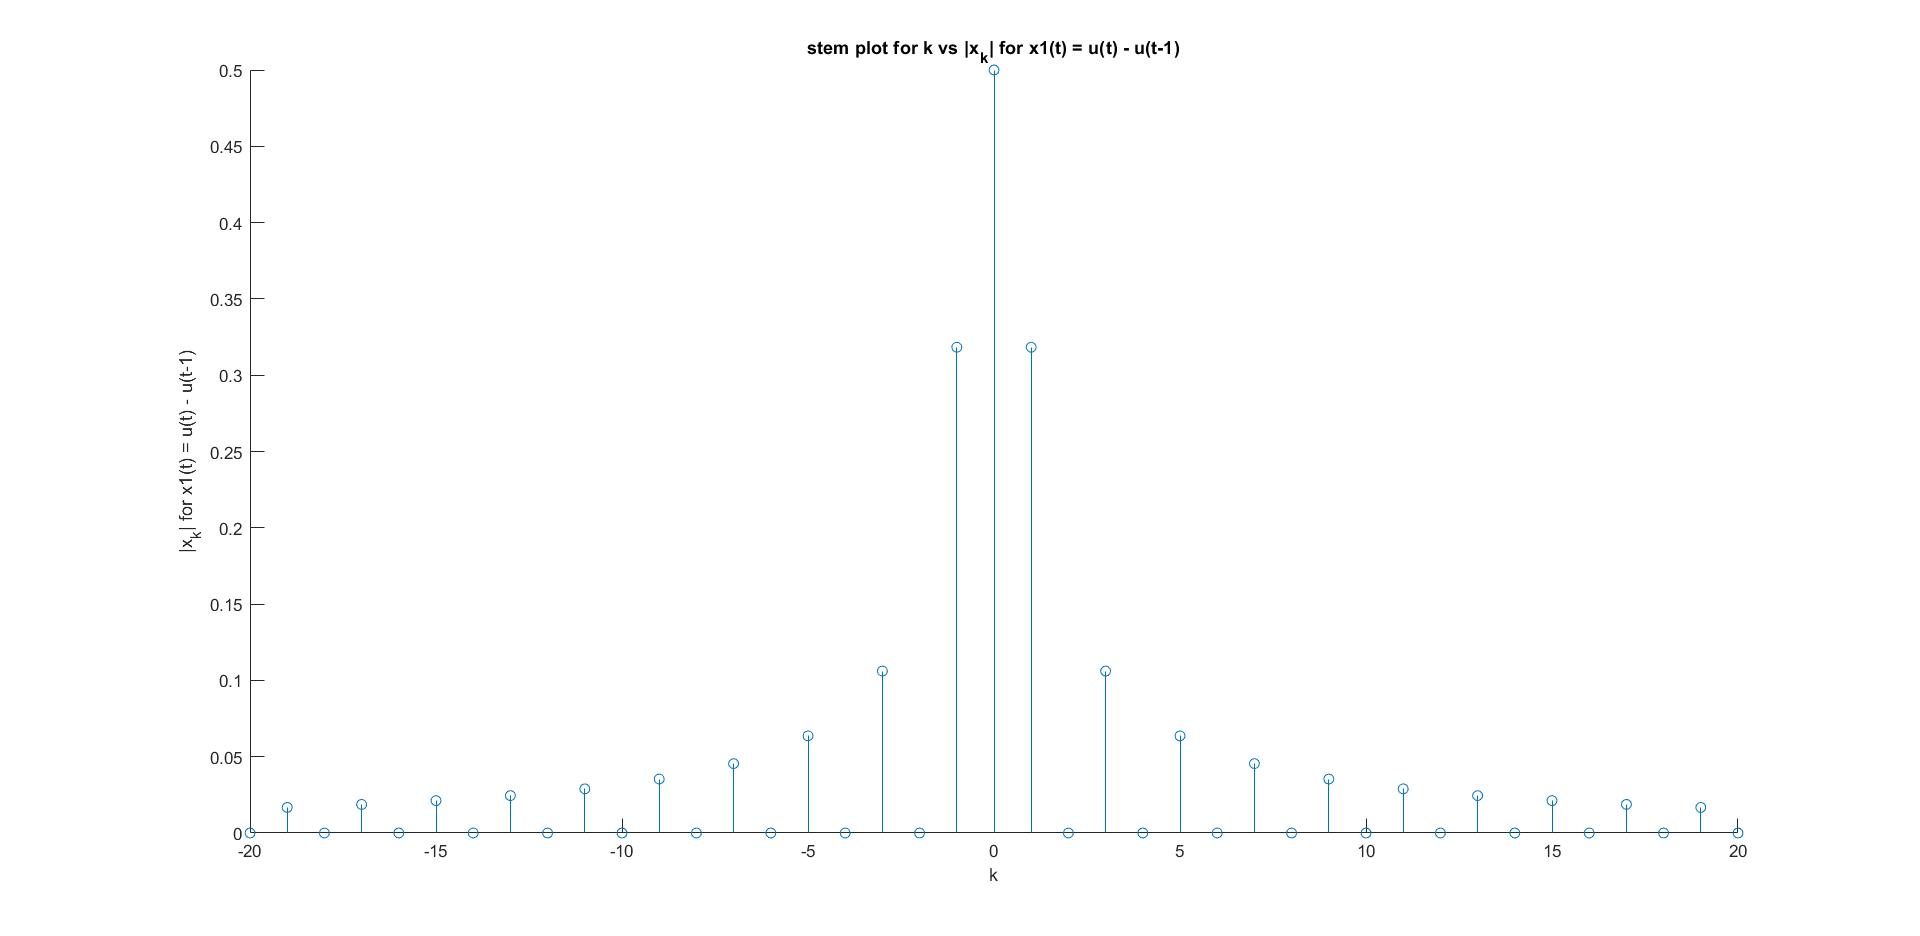 stem plot for k vs |x_k| for x1(t) = u(t) - u(t-1)
0.5
0.45
0.4
0.35
0.3
0.25
0.2
0.15
0.1
0.05
0
|x_k| for x1(t) = u(t) - u(t-1)
-20 -15 -10 -5 0 5 10 15 20
k